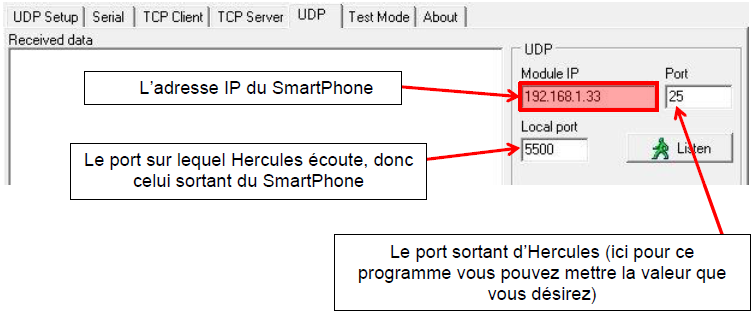 UDP Setup Serial TCP Client TCP Server UDP Test Mode About
Received data
UDP
Module IP Port
192.168.1.33 25
Local port
5500 Listen
L'adresse IP du SmartPhone
Le port sur lequel Hercules écoute, donc
celui sortant du SmartPhone
Le port sortant d'Hercules (ici pour ce
programme vous pouvez mettre la valeur que
vous désirez)